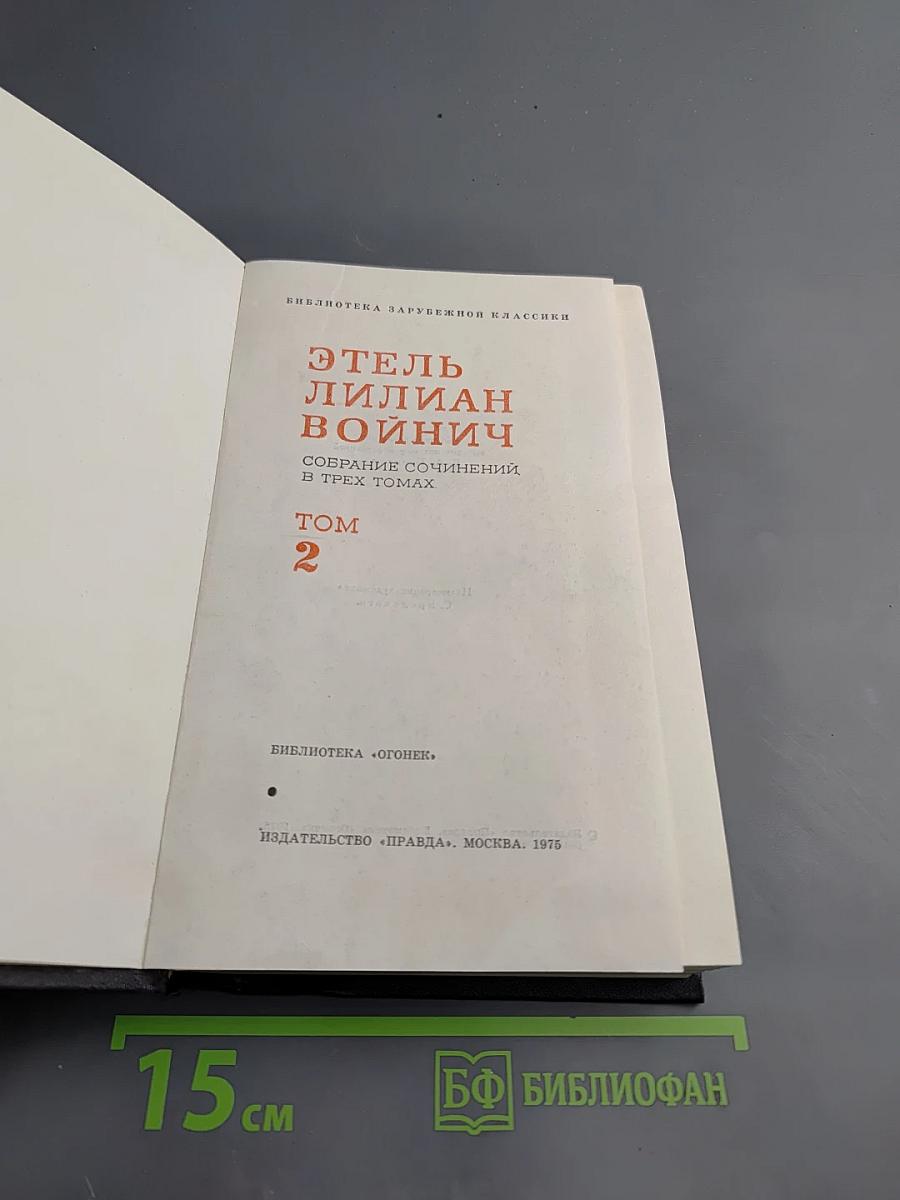 БИБЛИОТЕКА ЗАРУБЕЖНОЙ КЛАССИКИ
ЭТЕЛЬ
ЛИЛИАН
ВОЙНИЧ
СОБРАНИЕ СОЧИНЕНИЙ
В ТРЕХ ТОМАХ
ТОМ
2
БИБЛИОТЕКА «ОГОНЕК»
ИЗДАТЕЛЬСТВО «ПРАВДА». МОСКВА. 1975
15 СМ
БФ БИБЛИОФАН